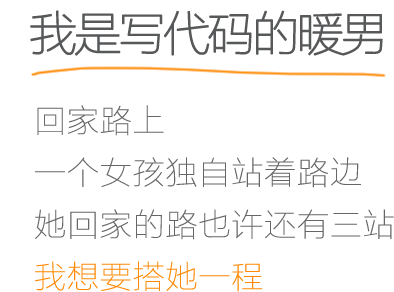 我是写代码的暖男
回家路上
一个女孩独自站着路边
她回家的路也许还有三站
我想要搭她一程